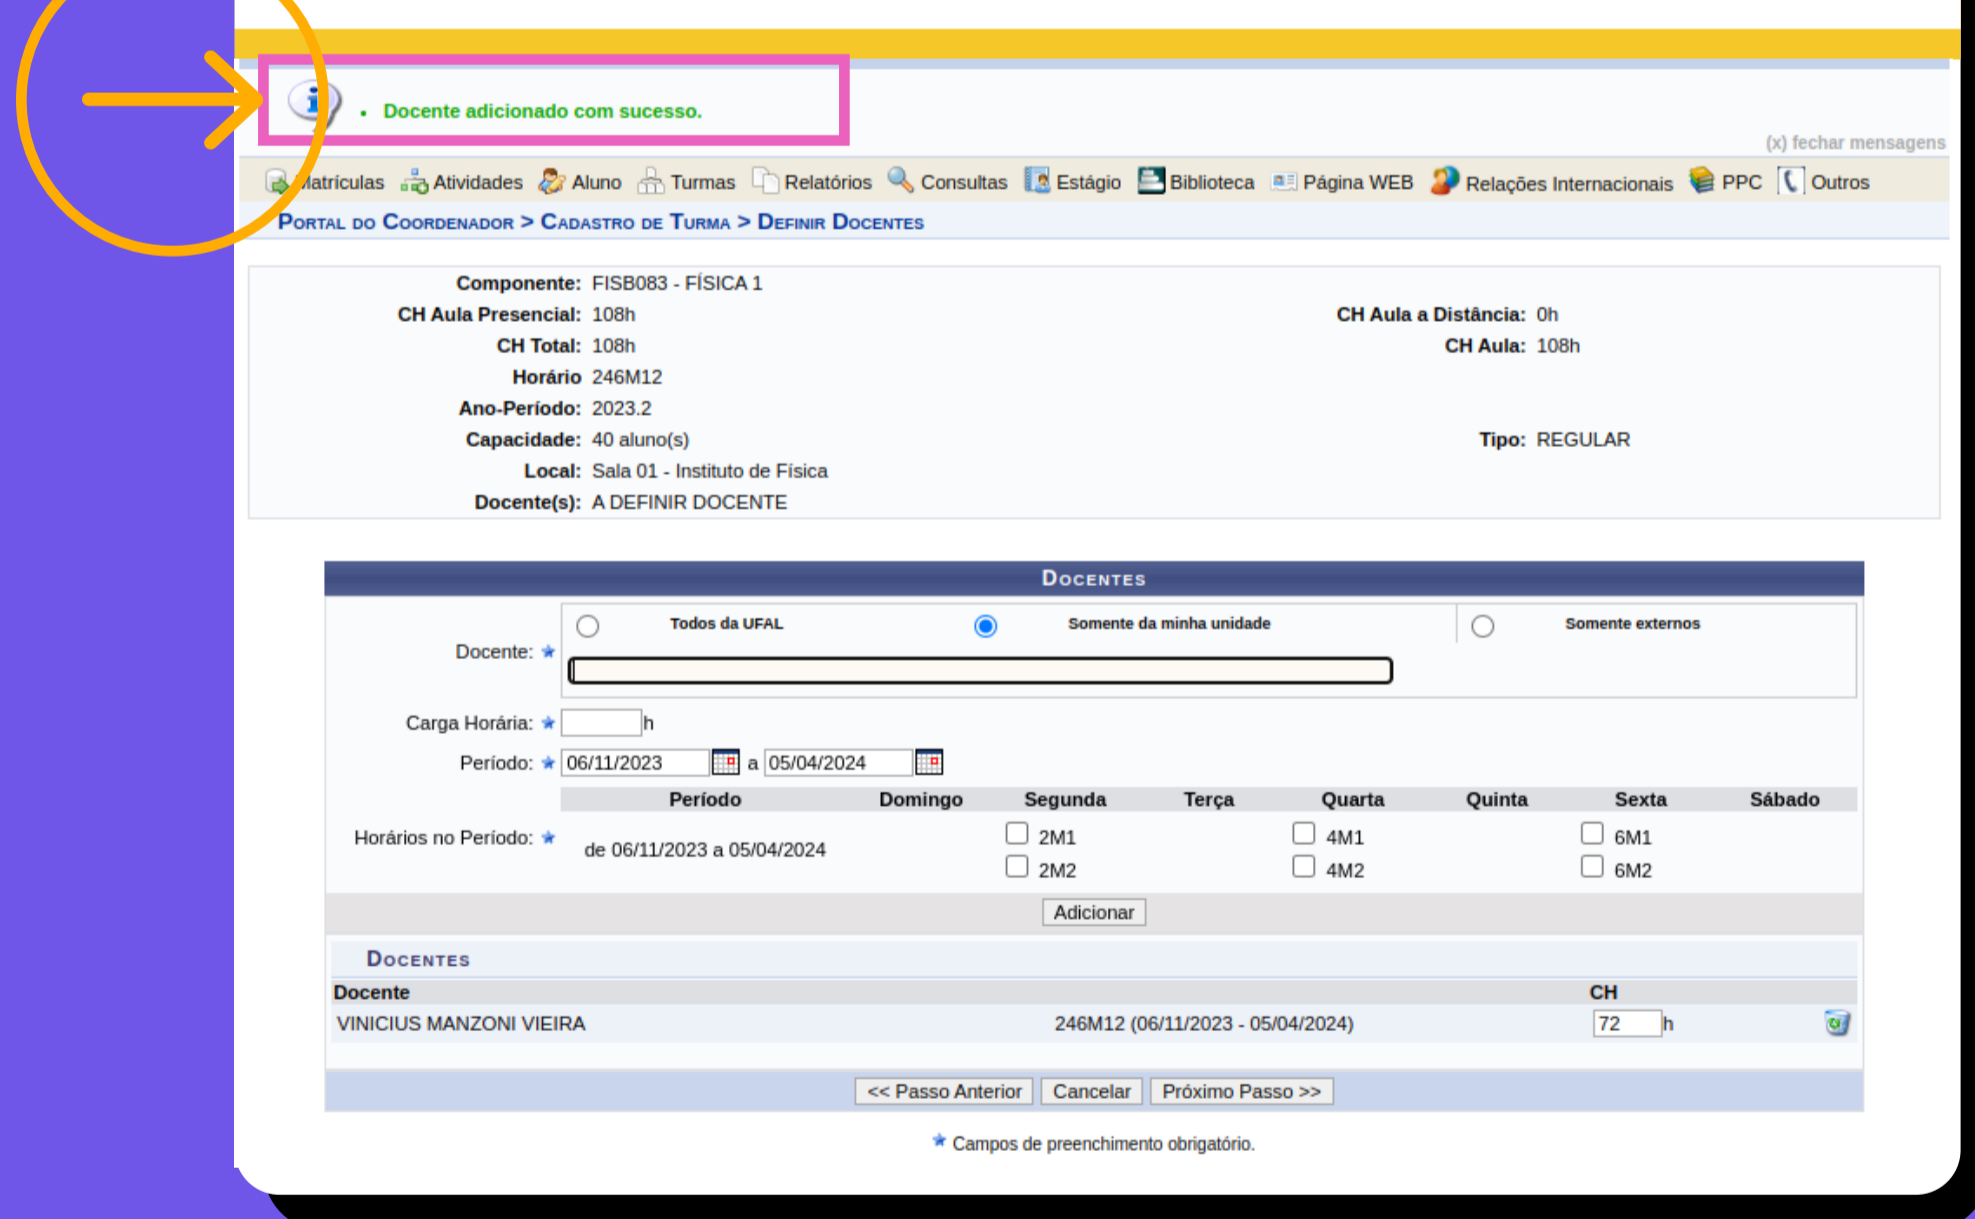 • Docente adicionado com sucesso.
(x) fechar mensagens
Matrículas Atividades Aluno Turmas Relatórios Consultas Estágio Biblioteca Página WEB Relações Internacionais PPC Outros
Portal do Coordenador > Cadastro de Turma > Definir Docentes
Componente: FISB083 - FÍSICA 1
CH Aula Presencial: 108h CH Aula a Distância: 0h
CH Total: 108h CH Aula: 108h
Horário 246M12
Ano-Período: 2023.2
Capacidade: 40 aluno(s) Tipo: REGULAR
Local: Sala 01 - Instituto de Física
Docente(s): A DEFINIR DOCENTE
Docentes
Todos da UFAL Somente da minha unidade Somente externos
Docente:
Carga Horária: h
Período: 06/11/2023 a 05/04/2024
Período Domingo Segunda Terça Quarta Quinta Sexta Sábado
Horários no Período: de 06/11/2023 a 05/04/2024
2M1 4M1 6M1
2M2 4M2 6M2
Adicionar
Docentes
Docente CH
VINICIUS MANZONI VIEIRA 246M12 (06/11/2023 - 05/04/2024) 72 h
<< Passo Anterior Cancelar Próximo Passo >>
Campos de preenchimento obrigatório.